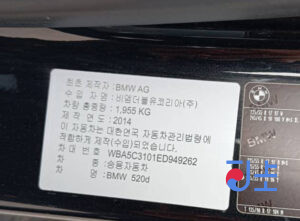 최초 제작자 : BMW AG
수 입 자 명 : 비엠더블유코리아(주)
차량 총중량 : 1,955 KG
제 작 연 도 : 2014
이 자동차는 대한민국 자동차관리법령에
적합하게 제작(수입)되었습니다.
차 대 번 호 : WBA5C3101ED949262
차 종 : 승용자동차
차 명 : BMW 520d
BMW